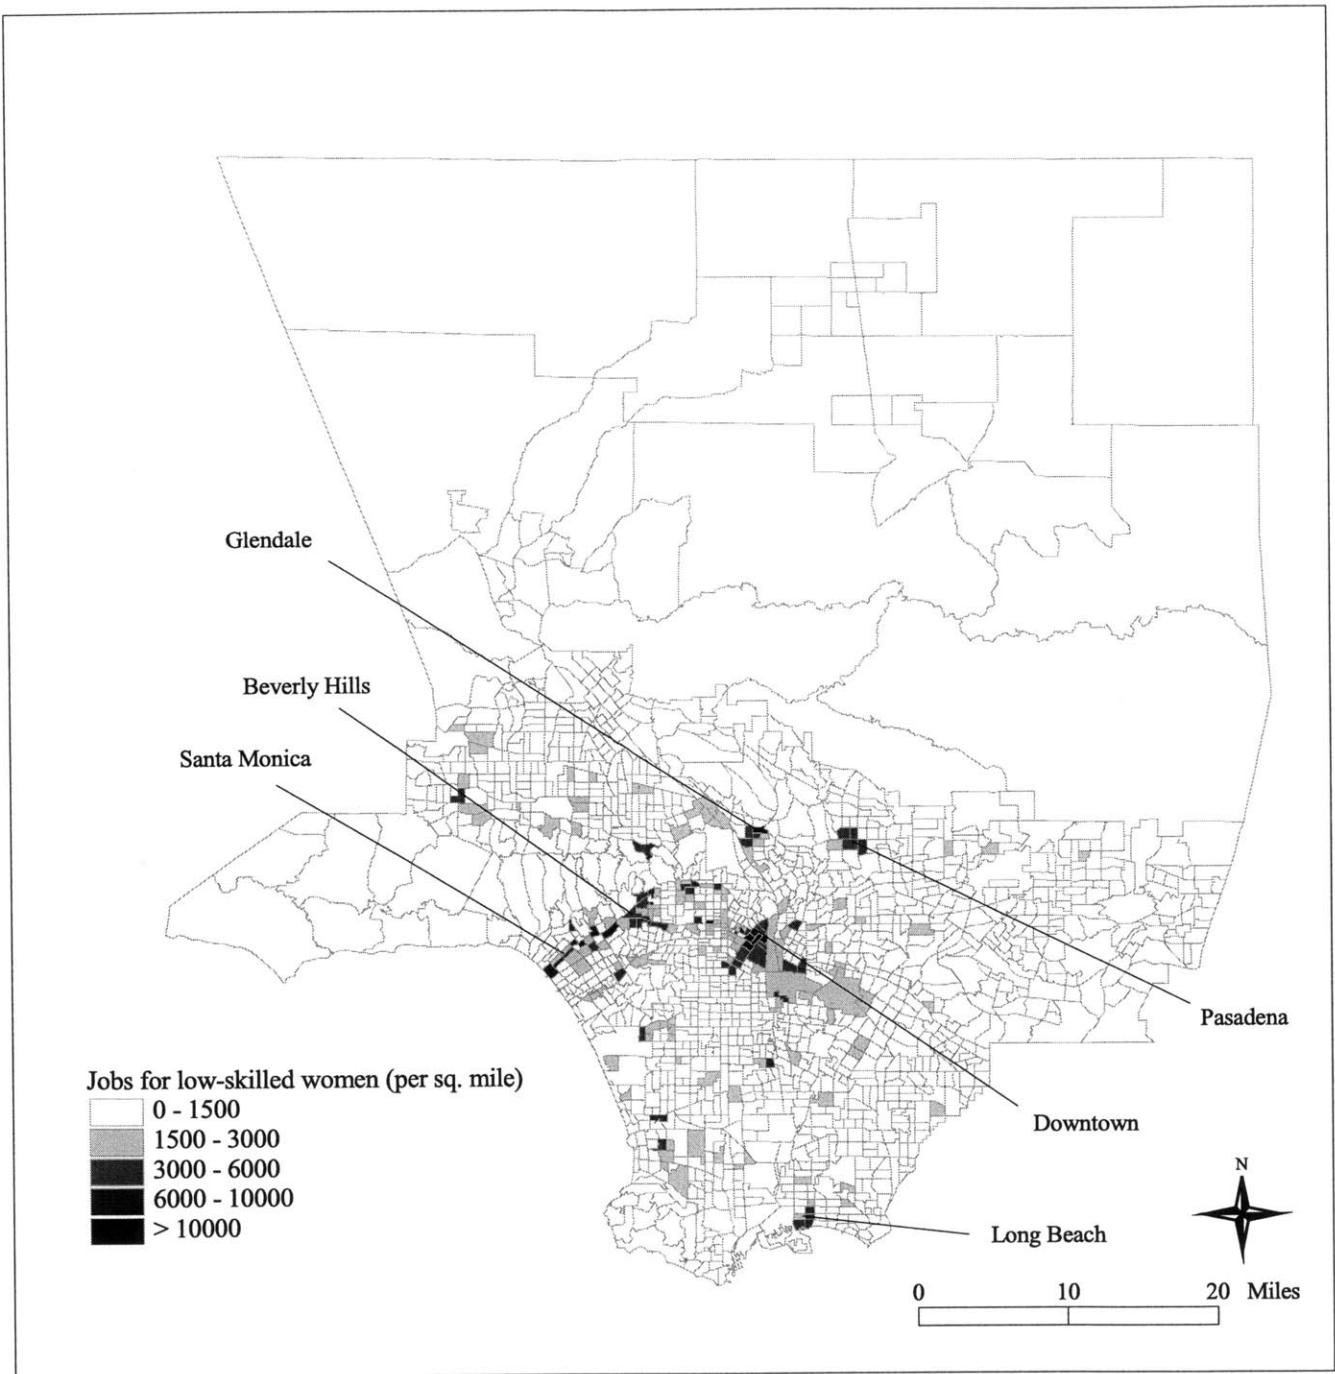 Glendale
Beverly Hills
Santa Monica
Pasadena
Jobs for low-skilled women (per sq. mile)
0 - 1500
1500 - 3000
3000 - 6000
6000 - 10000
> 10000
Downtown
N
Long Beach
0 10 20 Miles